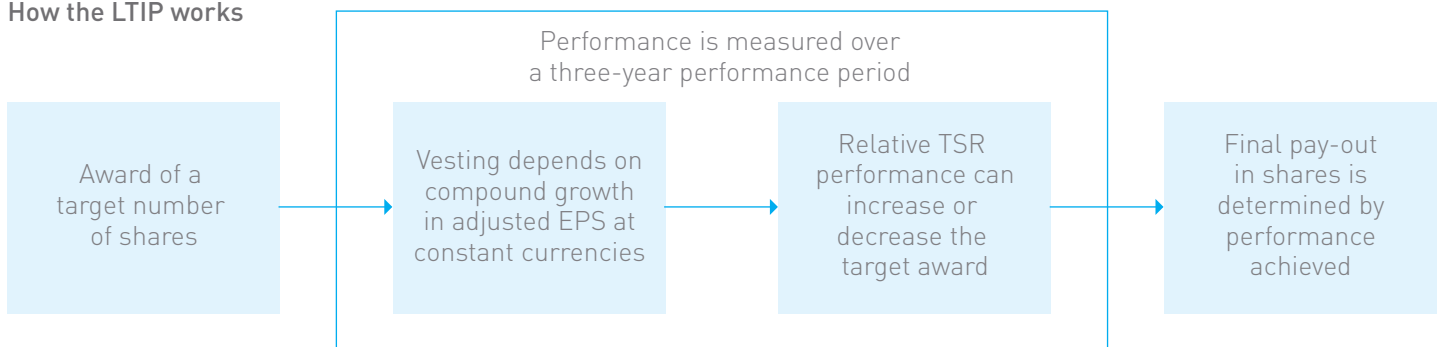 How the LTIP works
Performance is measured over
a three-year performance period
Award of a
target number
of shares
Vesting depends on
compound growth
in adjusted EPS at
constant currencies
Relative TSR
performance can
increase or
decrease the
target award
Final pay-out
in shares is
determined by
performance
achieved